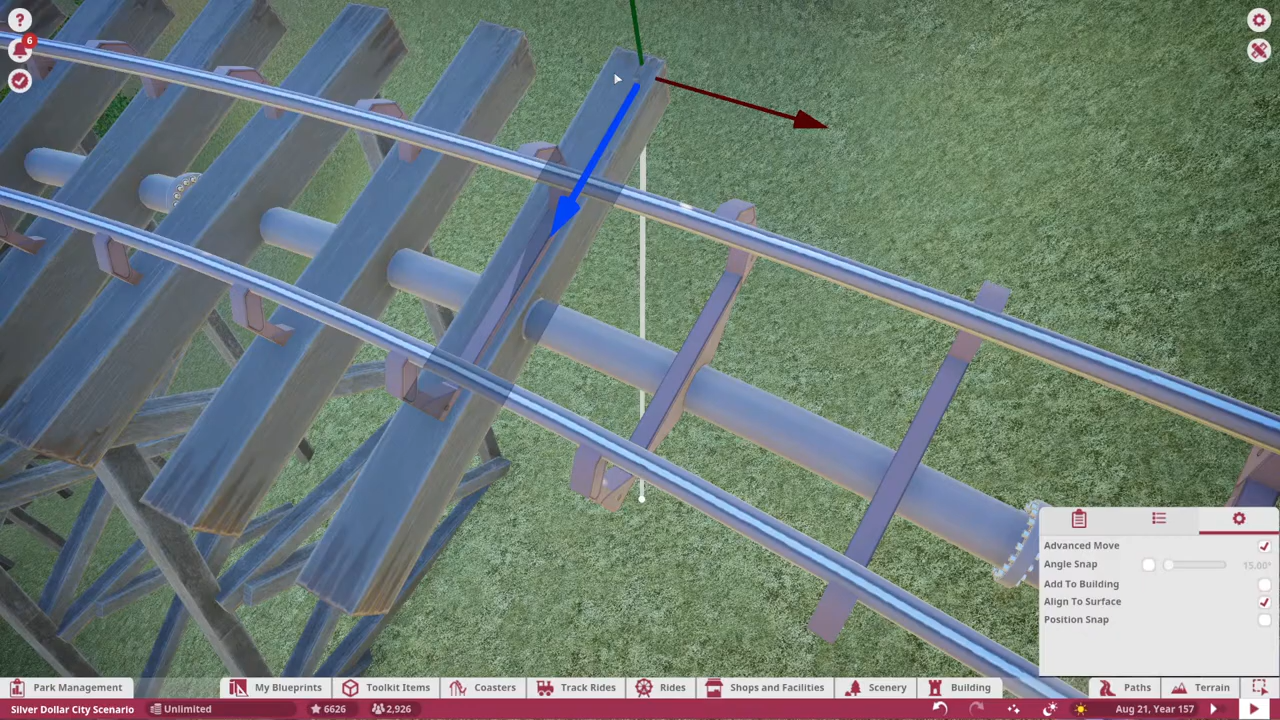 ?
6
Advanced Move
Angle Snap 15.00°
Add To Building
Align To Surface
Position Snap
Park Management My Blueprints Toolkit Items Coasters Track Rides Rides Shops and Facilities Scenery Building Paths Terrain
Silver Dollar City Scenario Unlimited 6626 2,926 Aug 21, Year 157